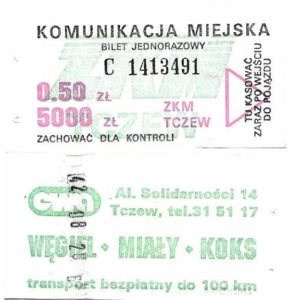 KOMUNIKACJA MIEJSKA
BILET JEDNORAZOWY
C 1413491
0.50 ZŁ
5000 ZŁ
ZKM
TCZEW
ZACHOWAĆ DLA KONTROLI
TU KASOWAĆ
ZARAZ PO WEJŚCIU
DO POJAZDU
ZKM
TCZEW
Al. Solidarności 14
Tczew, tel. 31 51 17
WĘGIEL - MIAŁY - KOKS
transport bezpłatny do 100 km